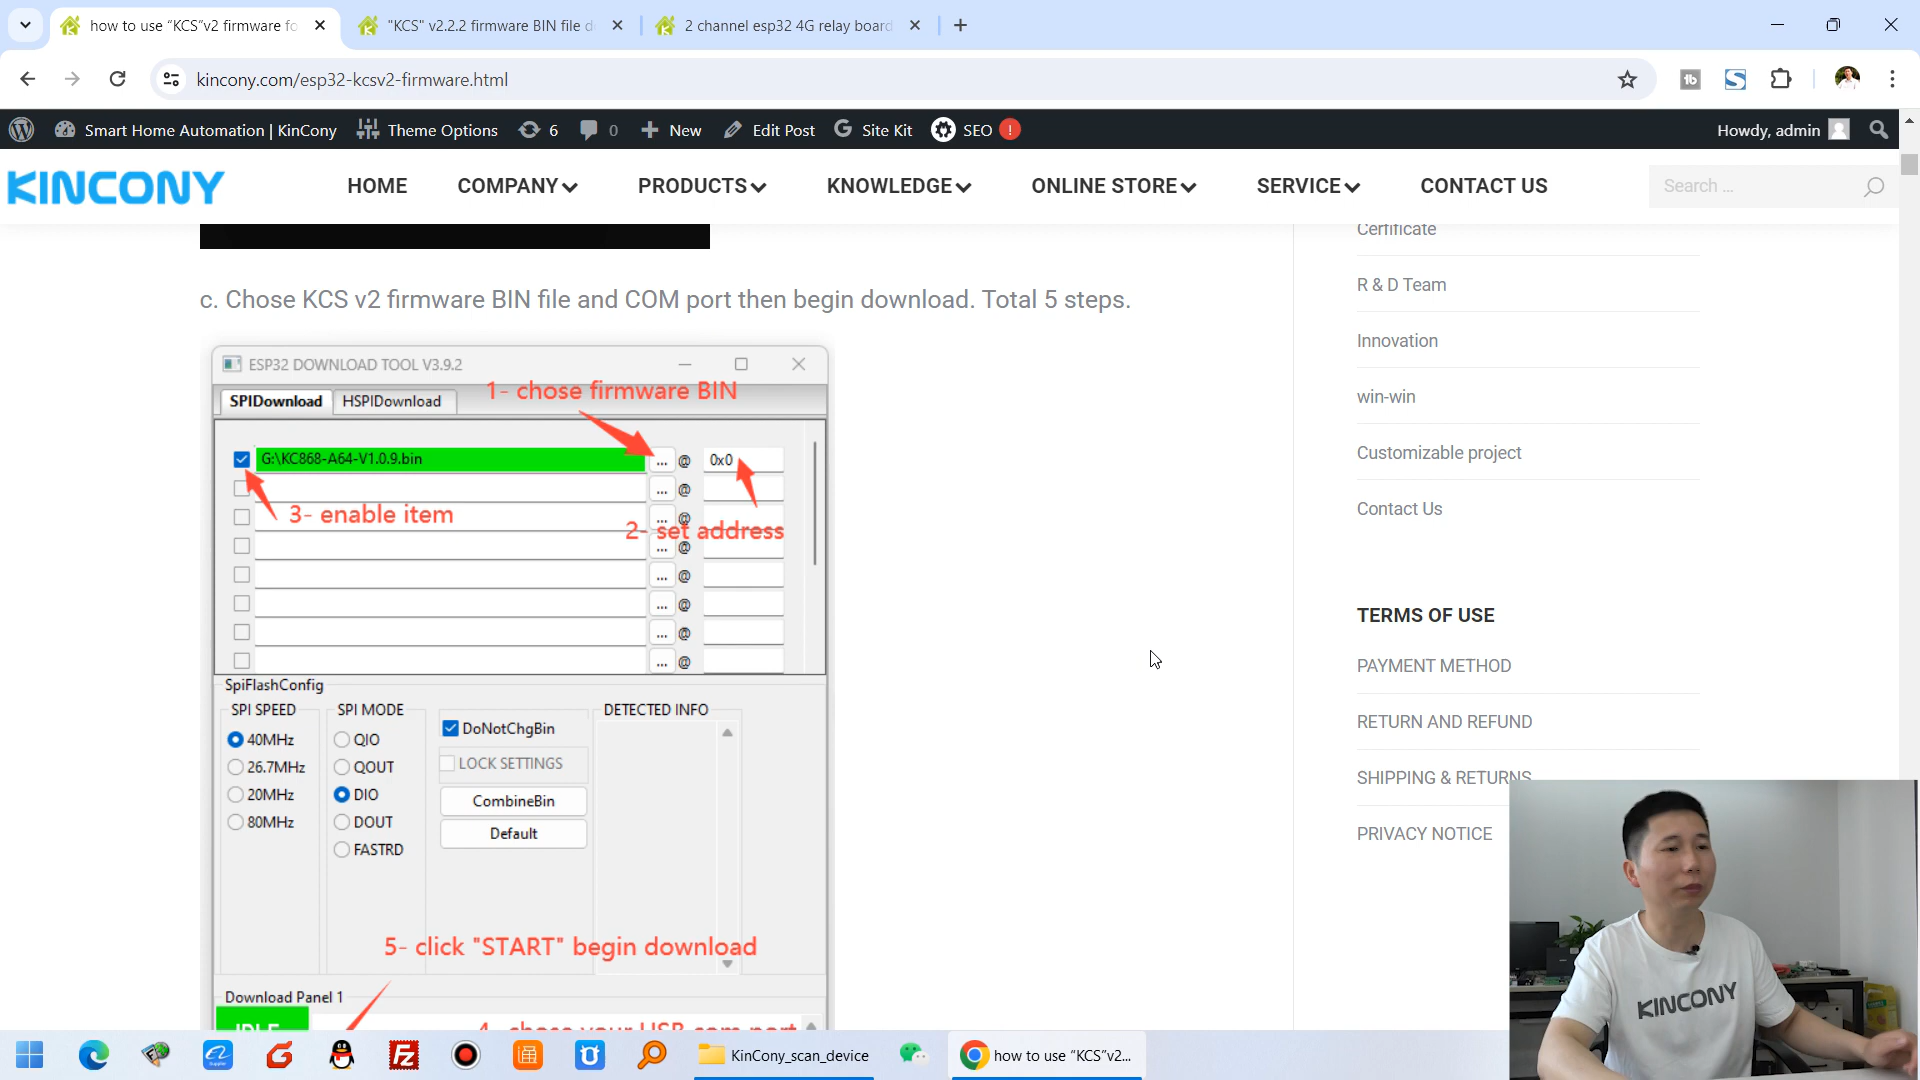 how to use “KCS”v2 firmware fo
"KCS" v2.2.2 firmware BIN file d
2 channel esp32 4G relay board
kincony.com/esp32-kcsv2-firmware.html
Smart Home Automation | KinCony
Theme Options
6
0
New
Edit Post
Site Kit
SEO
!
Howdy, admin
KINCONY
HOME
COMPANY
PRODUCTS
KNOWLEDGE
ONLINE STORE
SERVICE
CONTACT US
Search ...
Certificate
R & D Team
Innovation
win-win
Customizable project
Contact Us
TERMS OF USE
PAYMENT METHOD
RETURN AND REFUND
SHIPPING & RETURNS
PRIVACY NOTICE
c. Chose KCS v2 firmware BIN file and COM port then begin download. Total 5 steps.
ESP32 DOWNLOAD TOOL V3.9.2
SPIDownload
HSPIDownload
1- chose firmware BIN
G:\KC868-A64-V1.0.9.bin
... @ 0x0
... @
3- enable item
... @
2- set address
... @
... @
... @
... @
... @
SpiFlashConfig
SPI SPEED
40MHz
26.7MHz
20MHz
80MHz
SPI MODE
QIO
QOUT
DIO
DOUT
FASTRD
DoNotChgBin
LOCK SETTINGS
CombineBin
Default
DETECTED INFO
5- click "START" begin download
Download Panel 1
IDLE
4- chose your USB com port
KINCONY
KinCony_scan_device
how to use “KCS”v2...